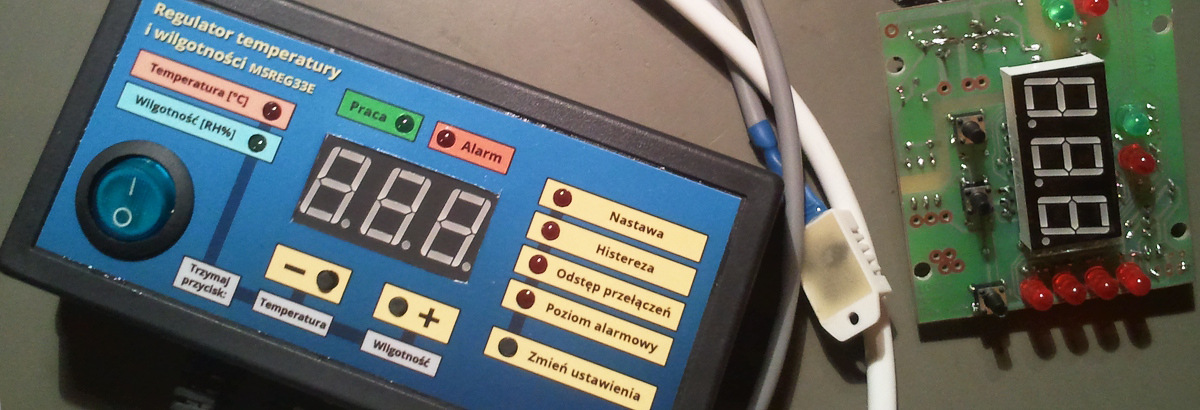 Regulator temperatury
i wilgotności MSREG33E
Temperatura [°C]
Wilgotność [RH%]
Praca
Alarm
Nastawa
Histereza
Odstęp przełączeń
Poziom alarmowy
Zmień ustawienia
Trzymaj
przycisk:
−
Temperatura
+
Wilgotność